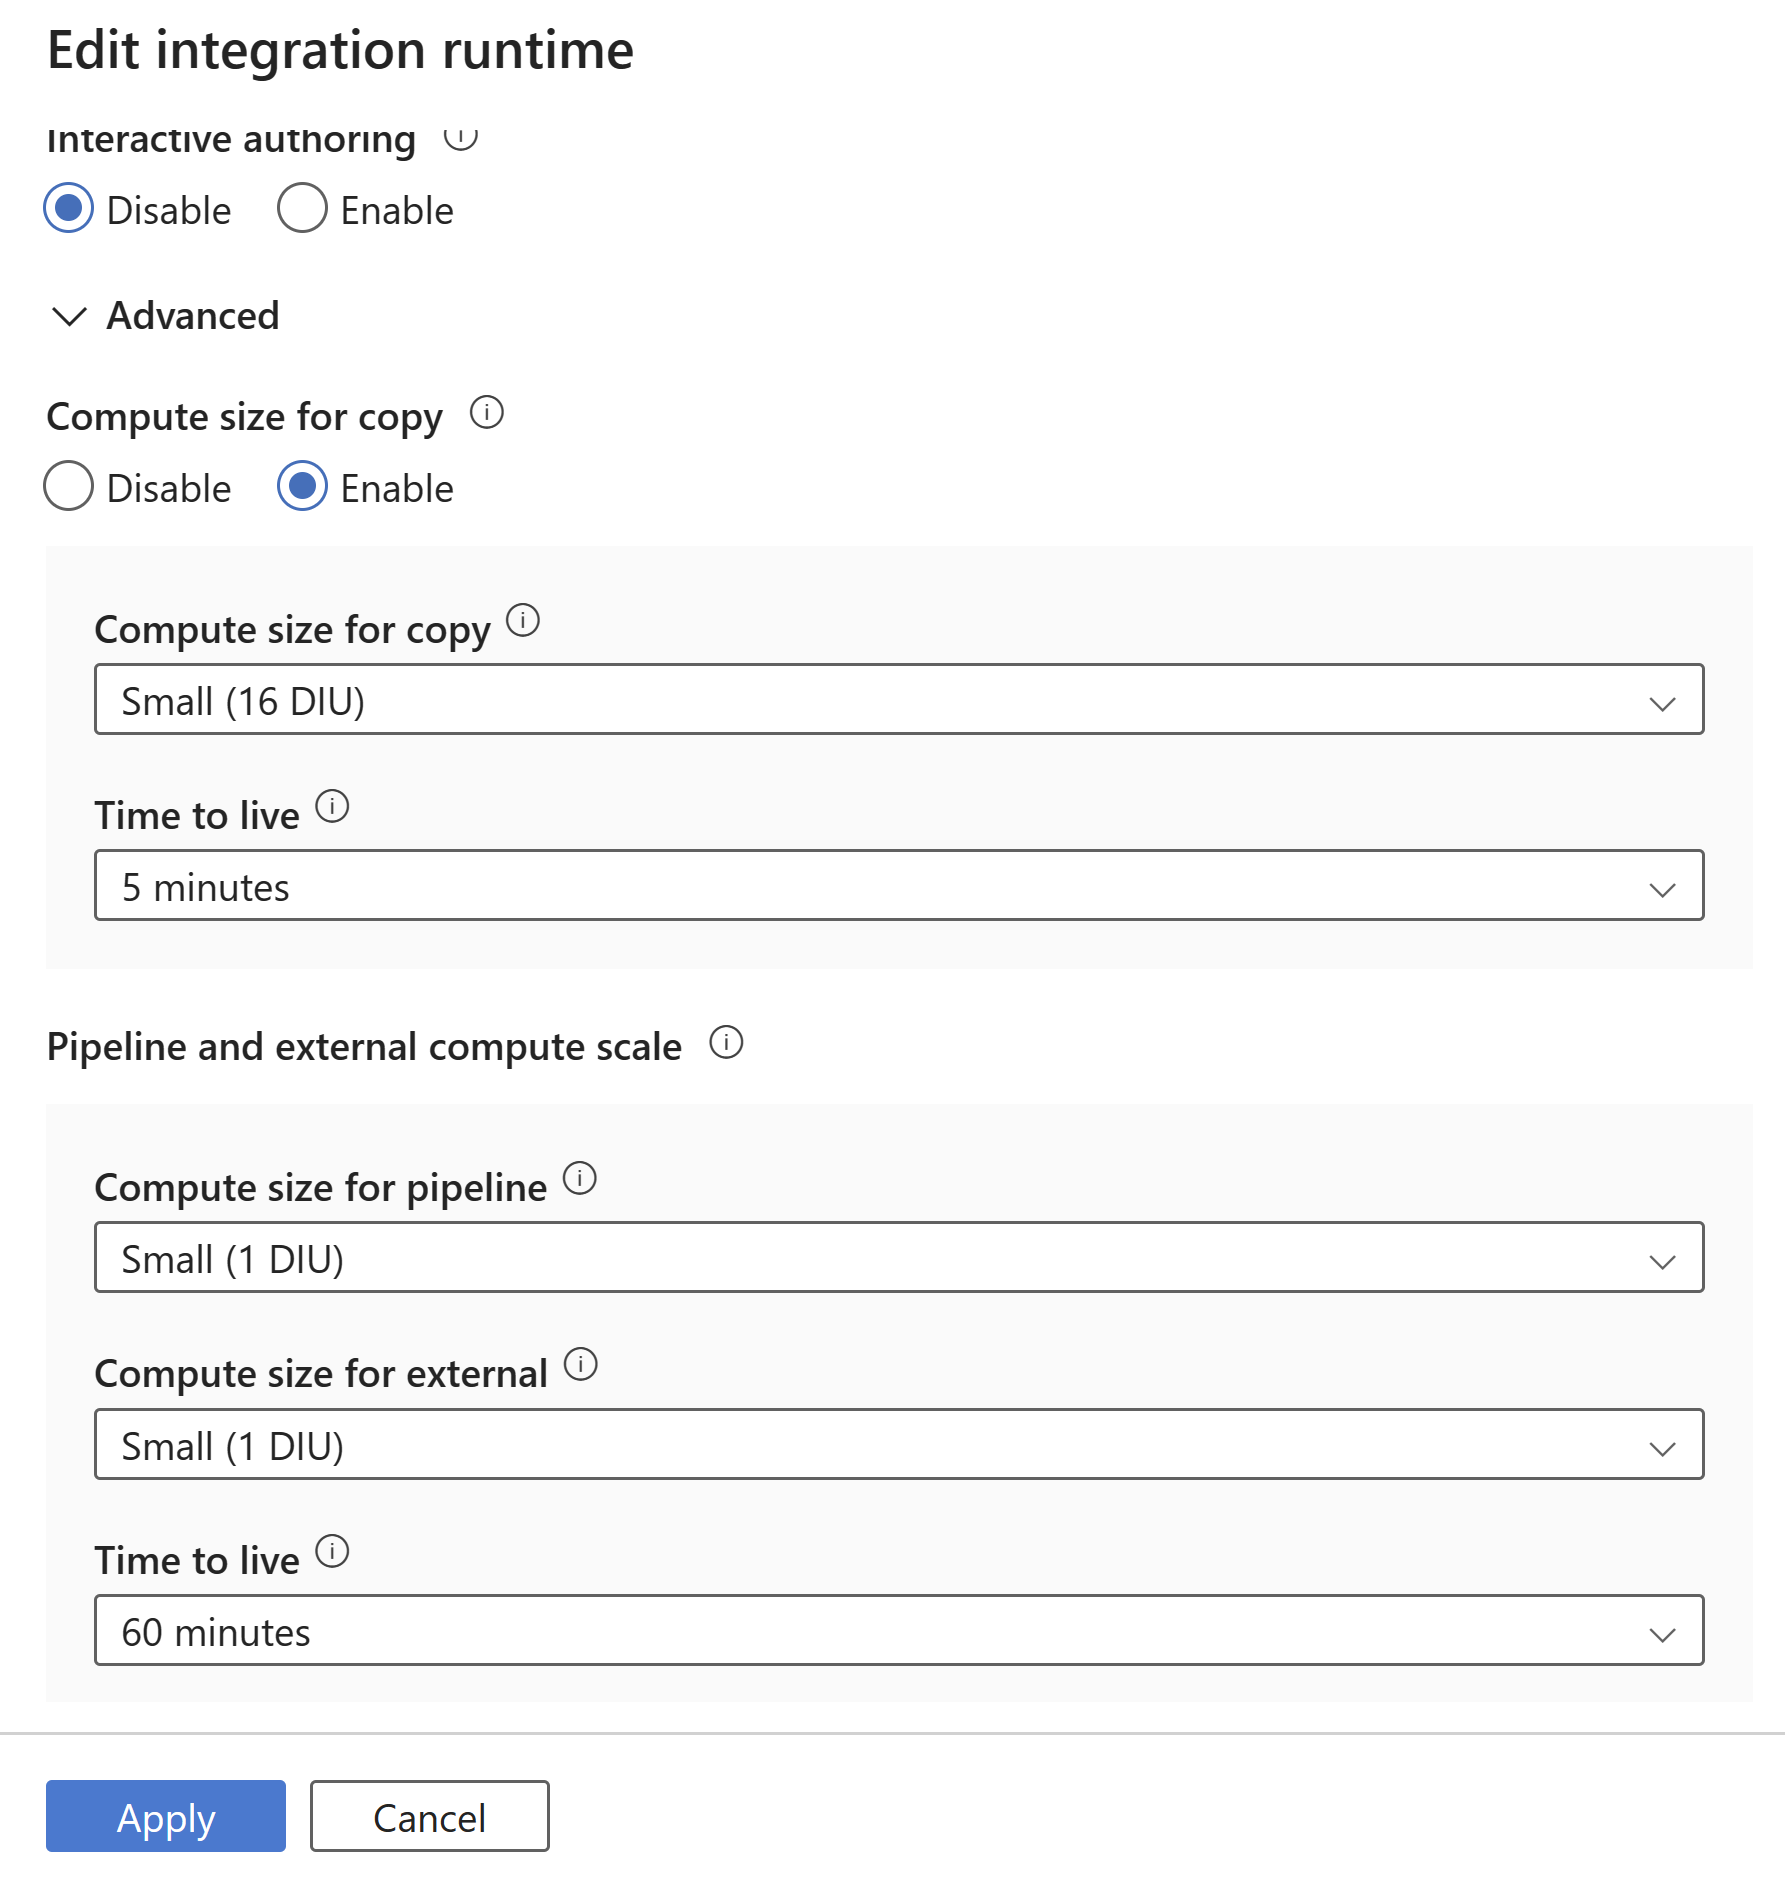 Edit integration runtime
Interactive authoring
Disable Enable
Advanced
Compute size for copy
Disable Enable
Compute size for copy
Small (16 DIU)
Time to live
5 minutes
Pipeline and external compute scale
Compute size for pipeline
Small (1 DIU)
Compute size for external
Small (1 DIU)
Time to live
60 minutes
Apply Cancel